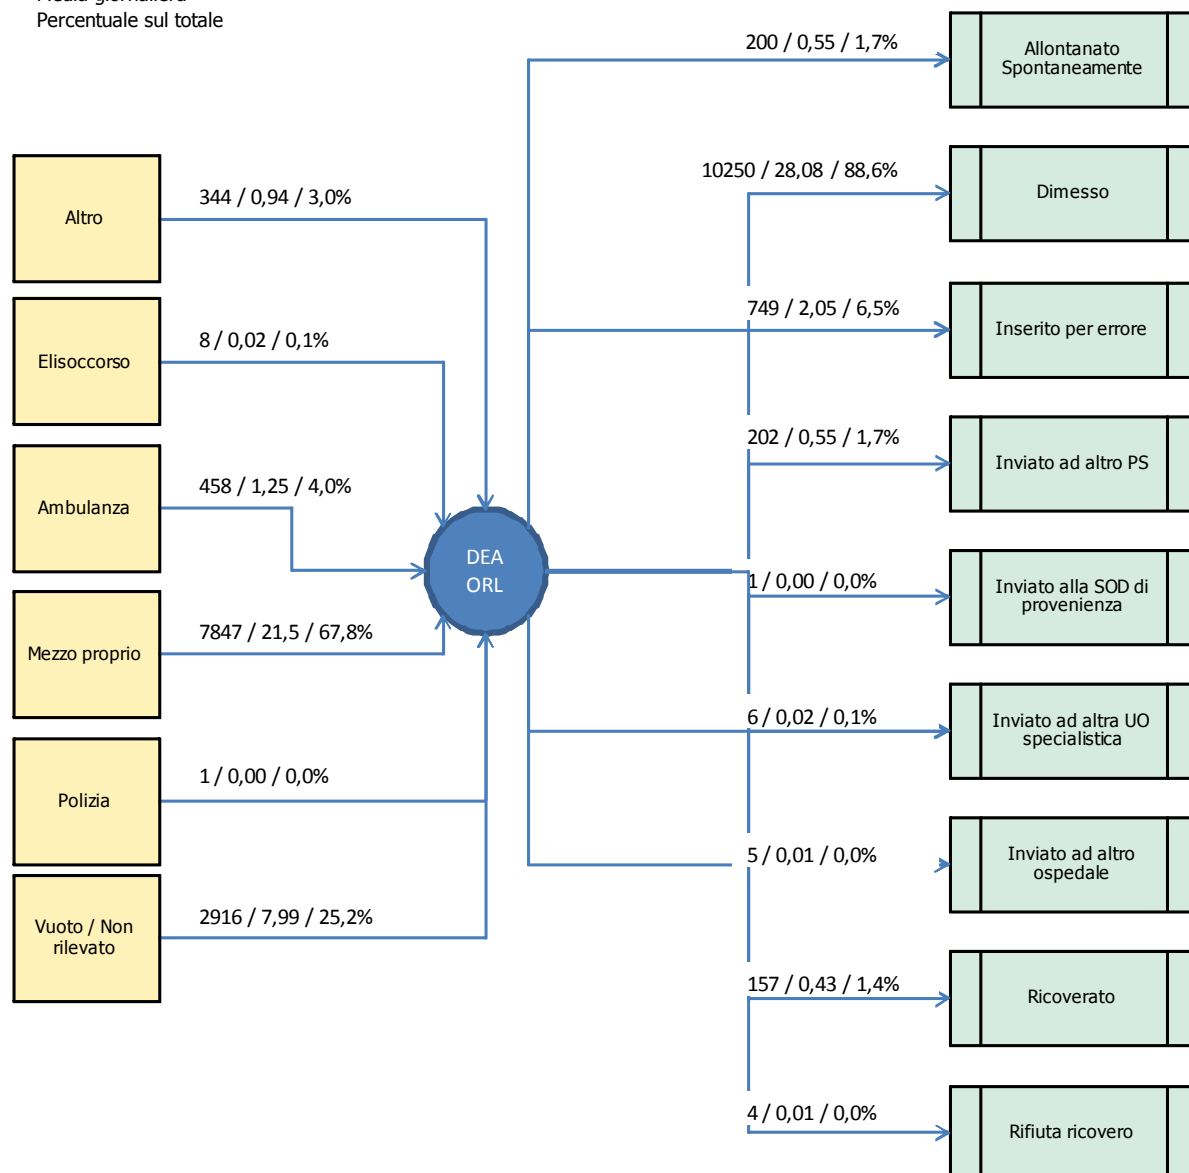 Media giornaliera
Percentuale sul totale
Altro
344 / 0,94 / 3,0%
Elisoccorso
8 / 0,02 / 0,1%
Ambulanza
458 / 1,25 / 4,0%
Mezzo proprio
7847 / 21,5 / 67,8%
Polizia
1 / 0,00 / 0,0%
Vuoto / Non
rilevato
2916 / 7,99 / 25,2%
DEA
ORL
200 / 0,55 / 1,7%
Allontanato
Spontaneamente
10250 / 28,08 / 88,6%
Dimesso
749 / 2,05 / 6,5%
Inserito per errore
202 / 0,55 / 1,7%
Inviato ad altro PS
1 / 0,00 / 0,0%
Inviato alla SOD di
provenienza
6 / 0,02 / 0,1%
Inviato ad altra UO
specialistica
5 / 0,01 / 0,0%
Inviato ad altro
ospedale
157 / 0,43 / 1,4%
Ricoverato
4 / 0,01 / 0,0%
Rifiuta ricovero